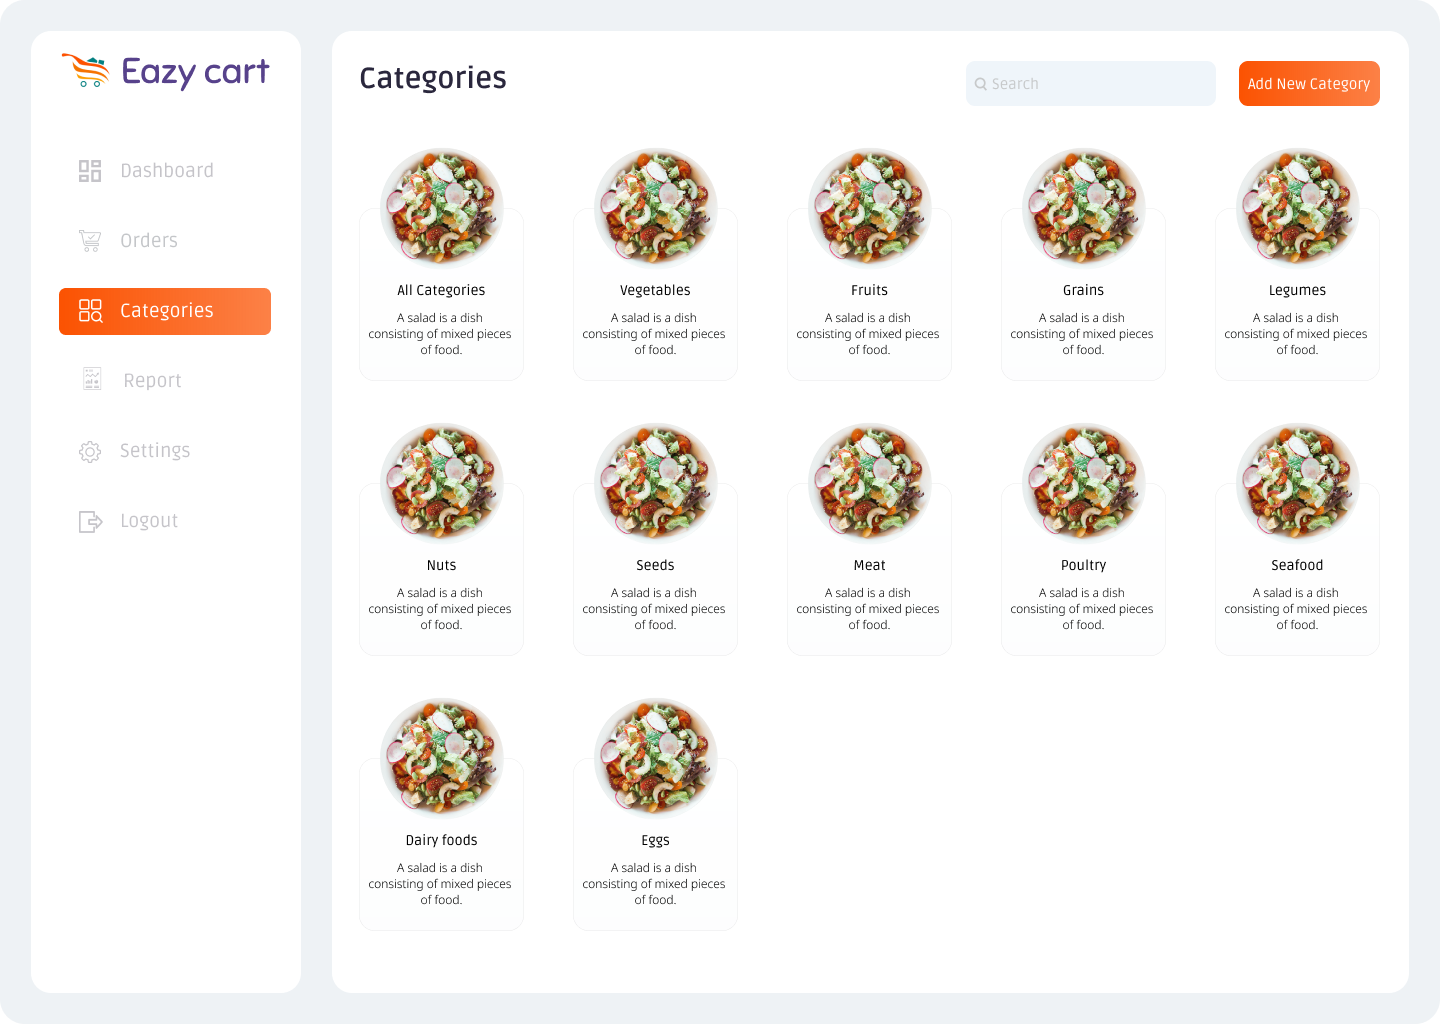 Eazy cart
Dashboard
Orders
Categories
Report
Settings
Logout
Categories
Search
Add New Category
All Categories
A salad is a dish
consisting of mixed pieces
of food.
Vegetables
A salad is a dish
consisting of mixed pieces
of food.
Fruits
A salad is a dish
consisting of mixed pieces
of food.
Grains
A salad is a dish
consisting of mixed pieces
of food.
Legumes
A salad is a dish
consisting of mixed pieces
of food.
Nuts
A salad is a dish
consisting of mixed pieces
of food.
Seeds
A salad is a dish
consisting of mixed pieces
of food.
Meat
A salad is a dish
consisting of mixed pieces
of food.
Poultry
A salad is a dish
consisting of mixed pieces
of food.
Seafood
A salad is a dish
consisting of mixed pieces
of food.
Dairy foods
A salad is a dish
consisting of mixed pieces
of food.
Eggs
A salad is a dish
consisting of mixed pieces
of food.